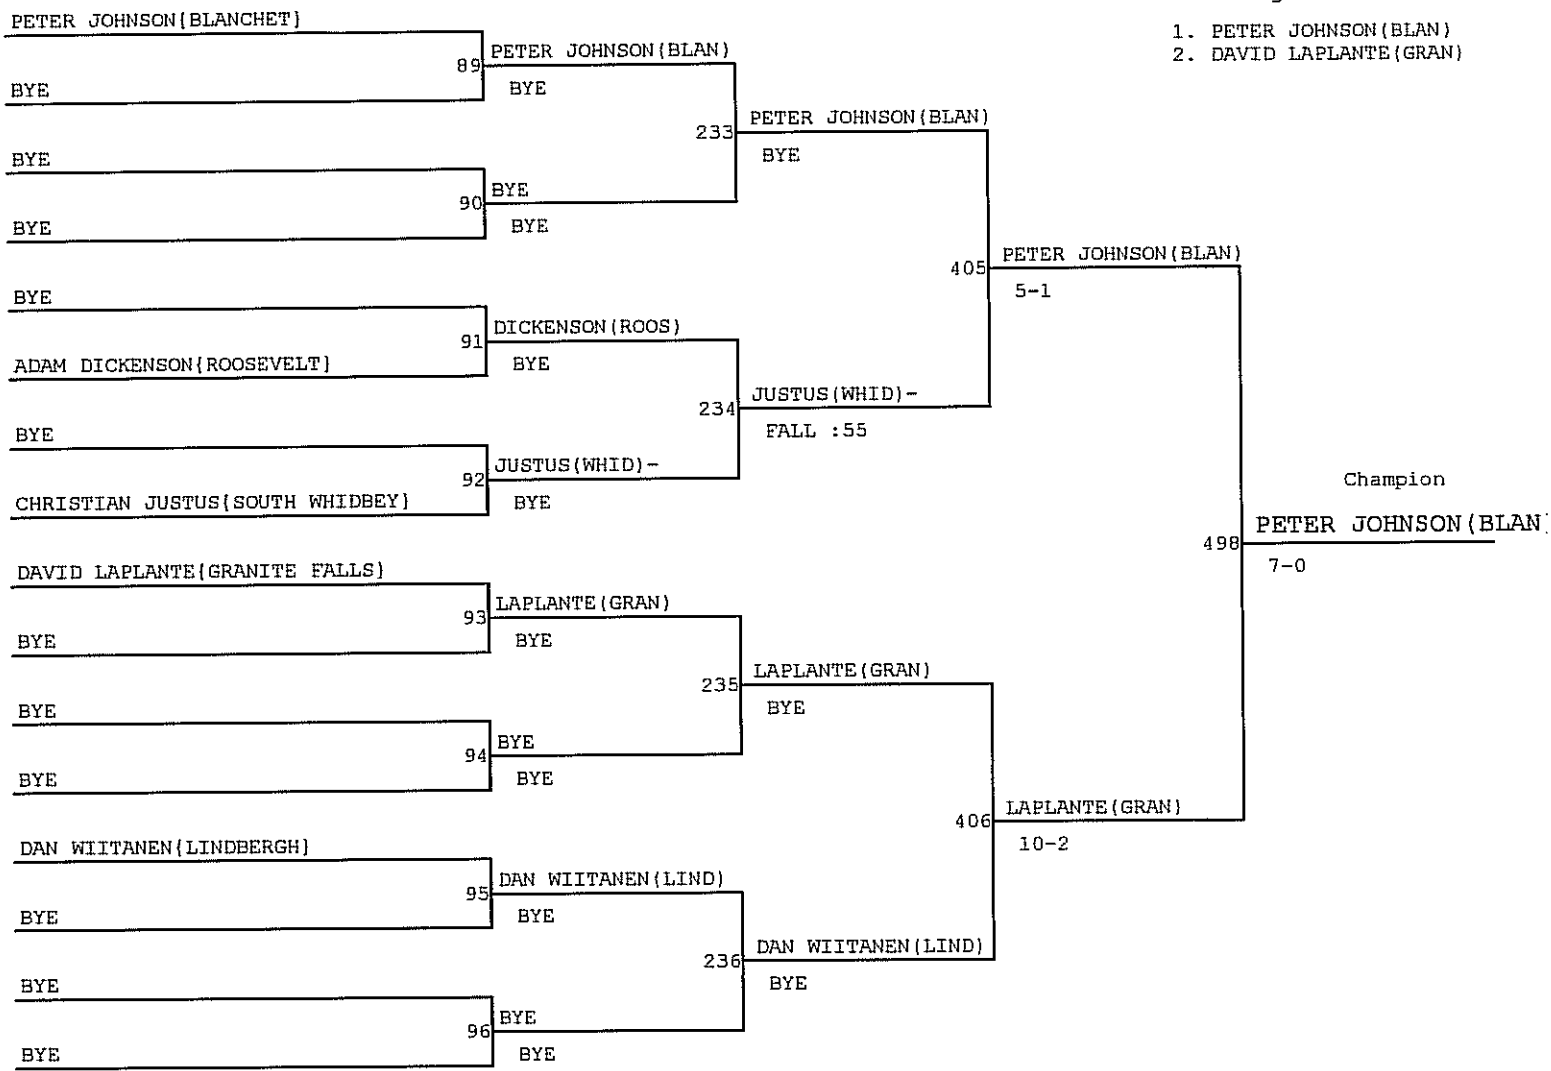 1. PETER JOHNSON(BLAN)
2. DAVID LAPLANTE(GRAN)
PETER JOHNSON{BLANCHET}
89
PETER JOHNSON(BLAN)
BYE
BYE
233
PETER JOHNSON(BLAN)
BYE
BYE
90
BYE
BYE
BYE
405
PETER JOHNSON(BLAN)
5-1
BYE
91
DICKENSON(ROOS)
BYE
ADAM DICKENSON{ROOSEVELT}
234
JUSTUS(WHID)-
FALL :55
BYE
92
JUSTUS(WHID)-
BYE
CHRISTIAN JUSTUS{SOUTH WHIDBEY}
Champion
498
PETER JOHNSON(BLAN)
7-0
DAVID LAPLANTE{GRANITE FALLS}
93
LAPLANTE(GRAN)
BYE
BYE
235
LAPLANTE(GRAN)
BYE
BYE
94
BYE
BYE
BYE
406
LAPLANTE(GRAN)
10-2
DAN WIITANEN{LINDBERGH}
95
DAN WIITANEN(LIND)
BYE
BYE
236
DAN WIITANEN(LIND)
BYE
BYE
96
BYE
BYE
BYE